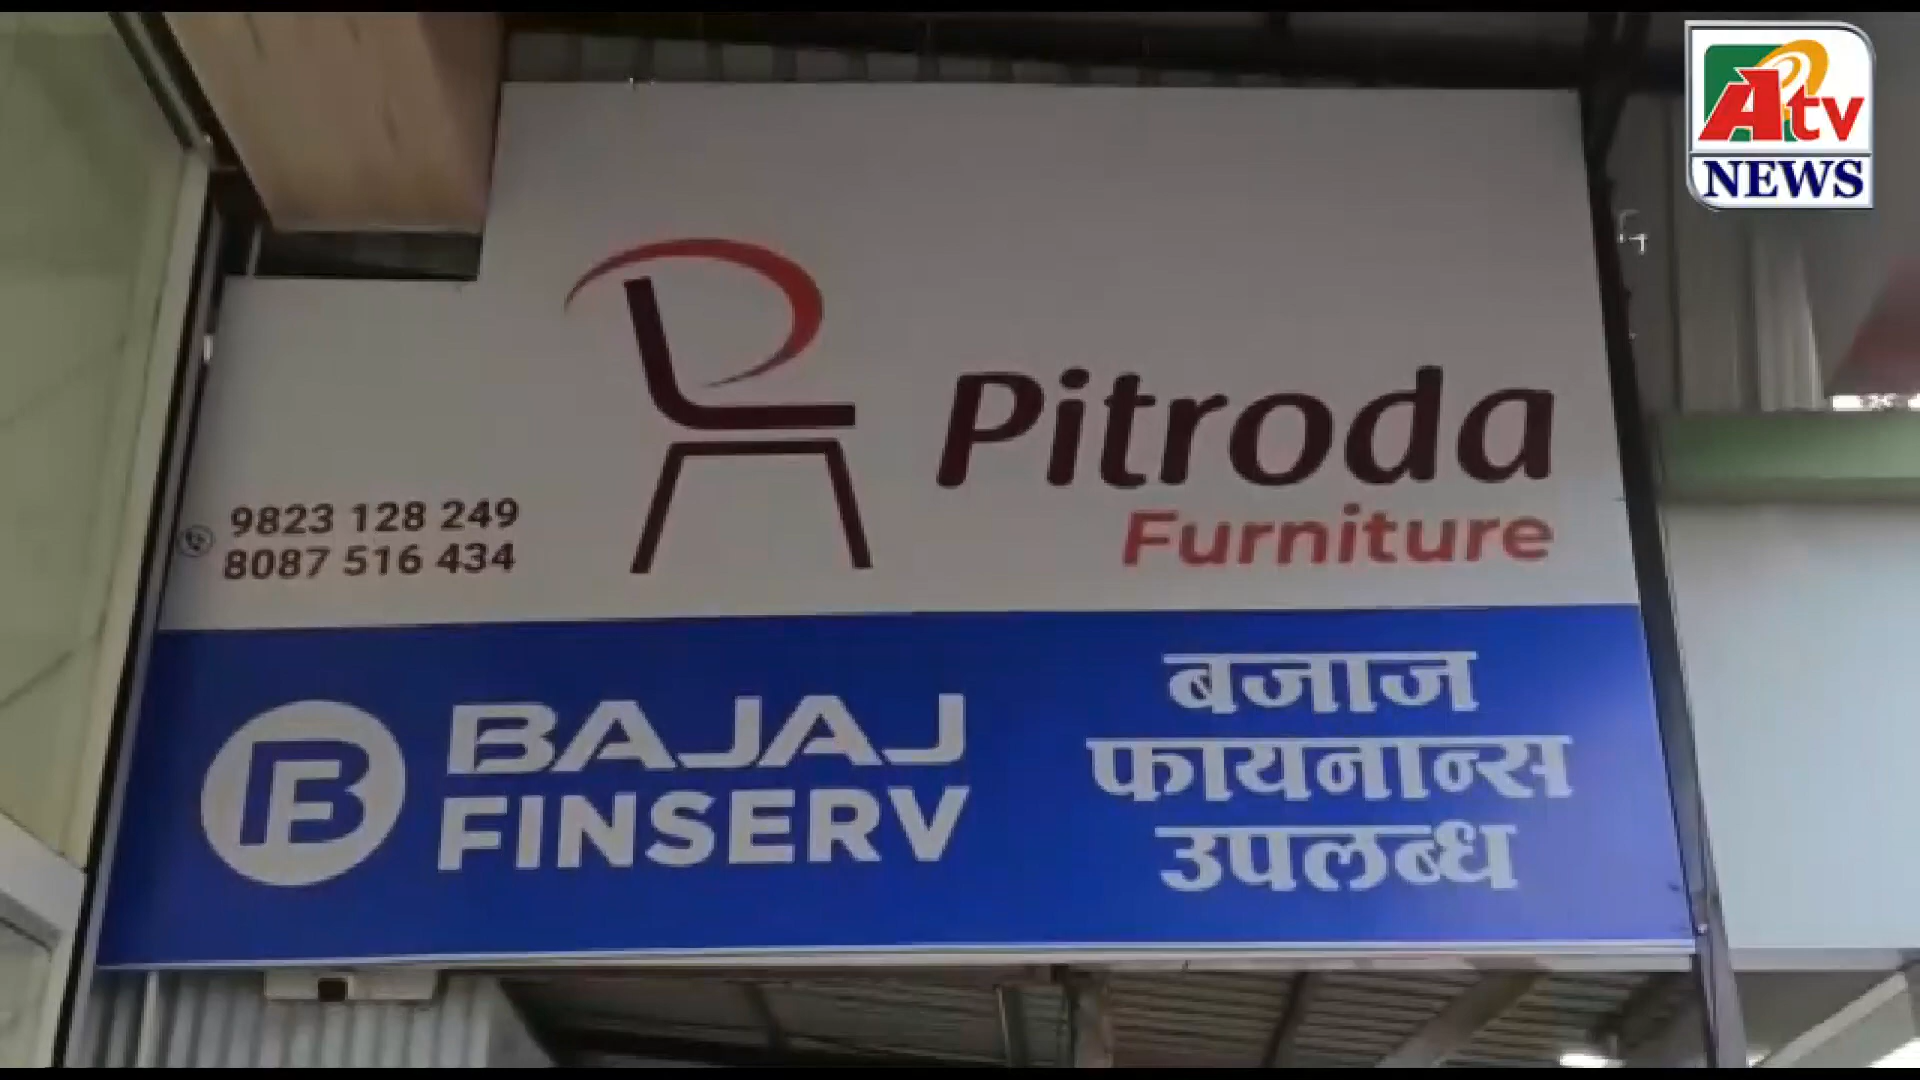 Atv
NEWS
Pitroda
Furniture
9823 128 249
8087 516 434
BAJAJ
FINSERV
बजाज
फायनान्स
उपलब्ध